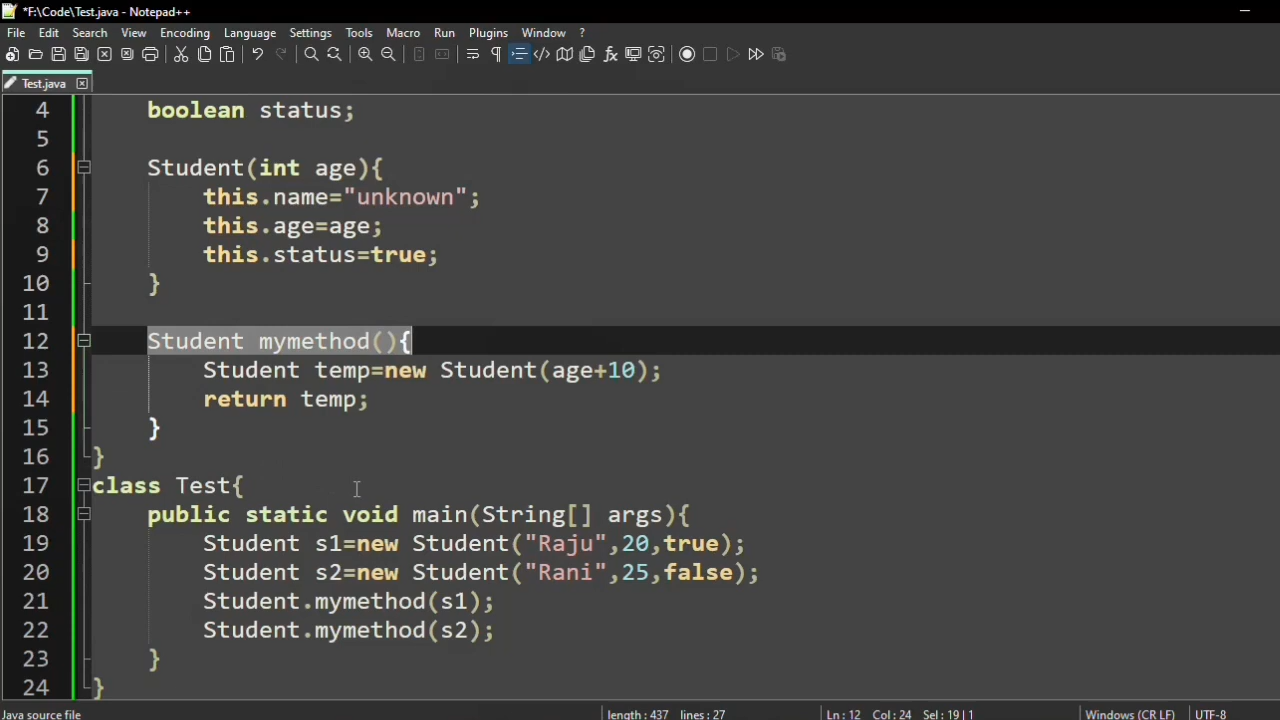 *F:\Code\Test.java - Notepad++
File Edit Search View Encoding Language Settings Tools Macro Run Plugins Window ?
Test.java
4 boolean status;
5
6 Student(int age){
7 this.name="unknown";
8 this.age=age;
9 this.status=true;
10 }
11
12 Student mymethod(){
13 Student temp=new Student(age+10);
14 return temp;
15 }
16 }
17 class Test{
18 public static void main(String[] args){
19 Student s1=new Student("Raju",20,true);
20 Student s2=new Student("Rani",25,false);
21 Student.mymethod(s1);
22 Student.mymethod(s2);
23 }
24 }
Java source file length : 437 lines : 27 Ln : 12 Col : 24 Sel : 19 | 1 Windows (CR LF) UTF-8